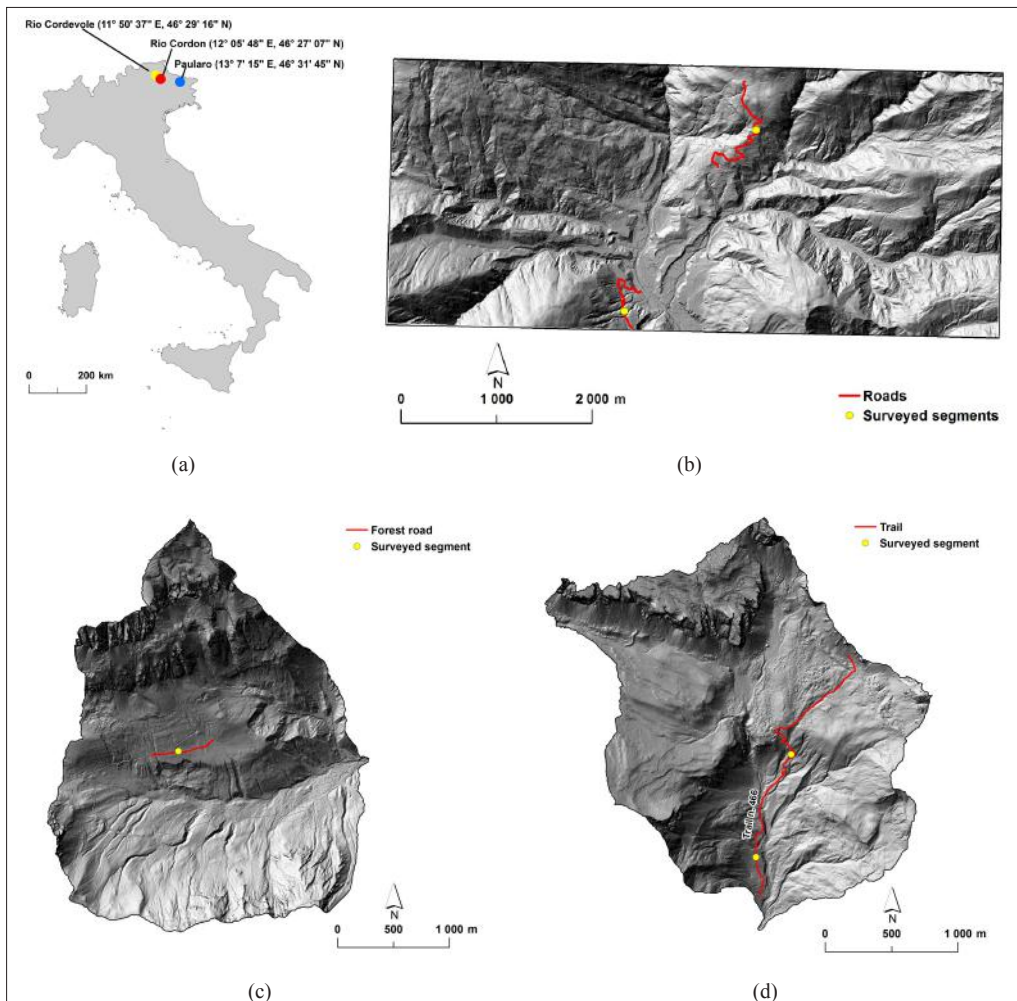 Rio Cordevole (11° 50' 37" E, 46° 29' 16" N)
Rio Cordon (12° 05' 48" E, 46° 27' 07" N)
Paularo (13° 7' 15" E, 46° 31' 45" N)
0 200 km
(a)
N
0 1 000 2 000 m
Roads
Surveyed segments
(b)
Forest road
Surveyed segment
N
0 500 1 000 m
(c)
Trail
Surveyed segment
Trail n. 466
N
0 500 1 000 m
(d)